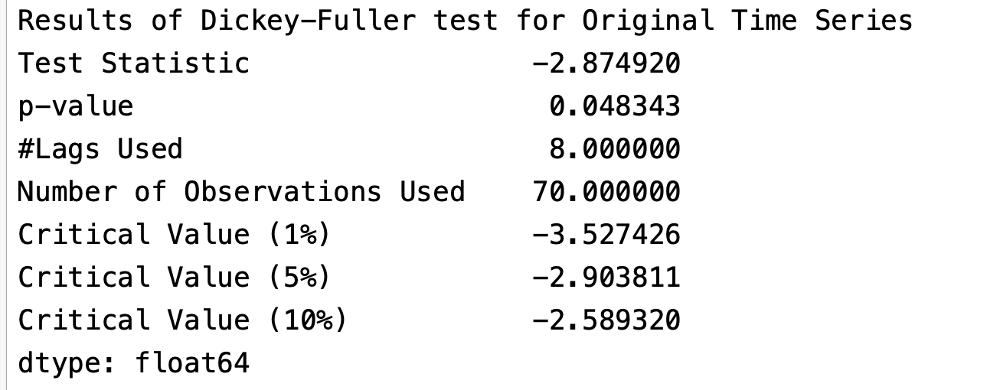 Results of Dickey-Fuller test for Original Time Series
Test Statistic -2.874920
p-value 0.048343
#Lags Used 8.000000
Number of Observations Used 70.000000
Critical Value (1%) -3.527426
Critical Value (5%) -2.903811
Critical Value (10%) -2.589320
dtype: float64